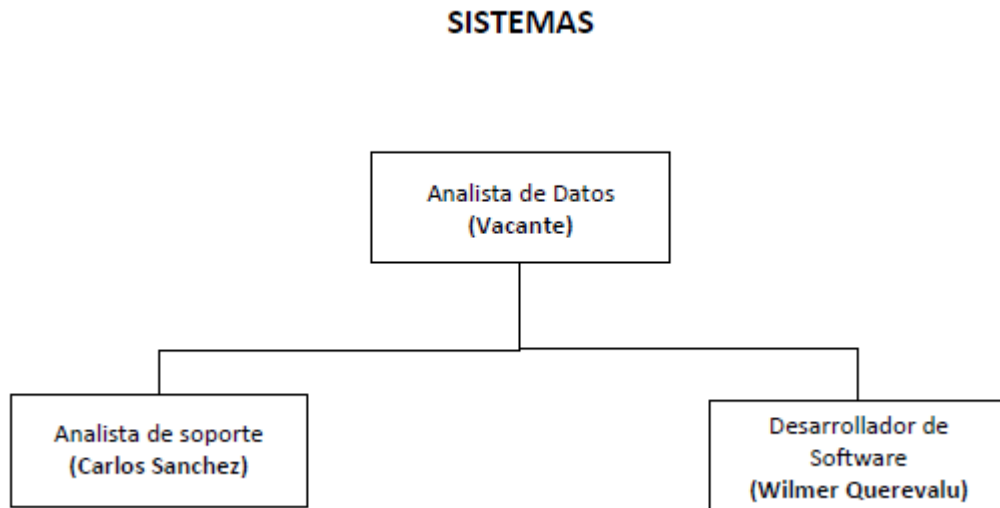 SISTEMAS
Analista de Datos
(Vacante)
Analista de soporte
(Carlos Sanchez)
Desarrollador de
Software
(Wilmer Querevalu)